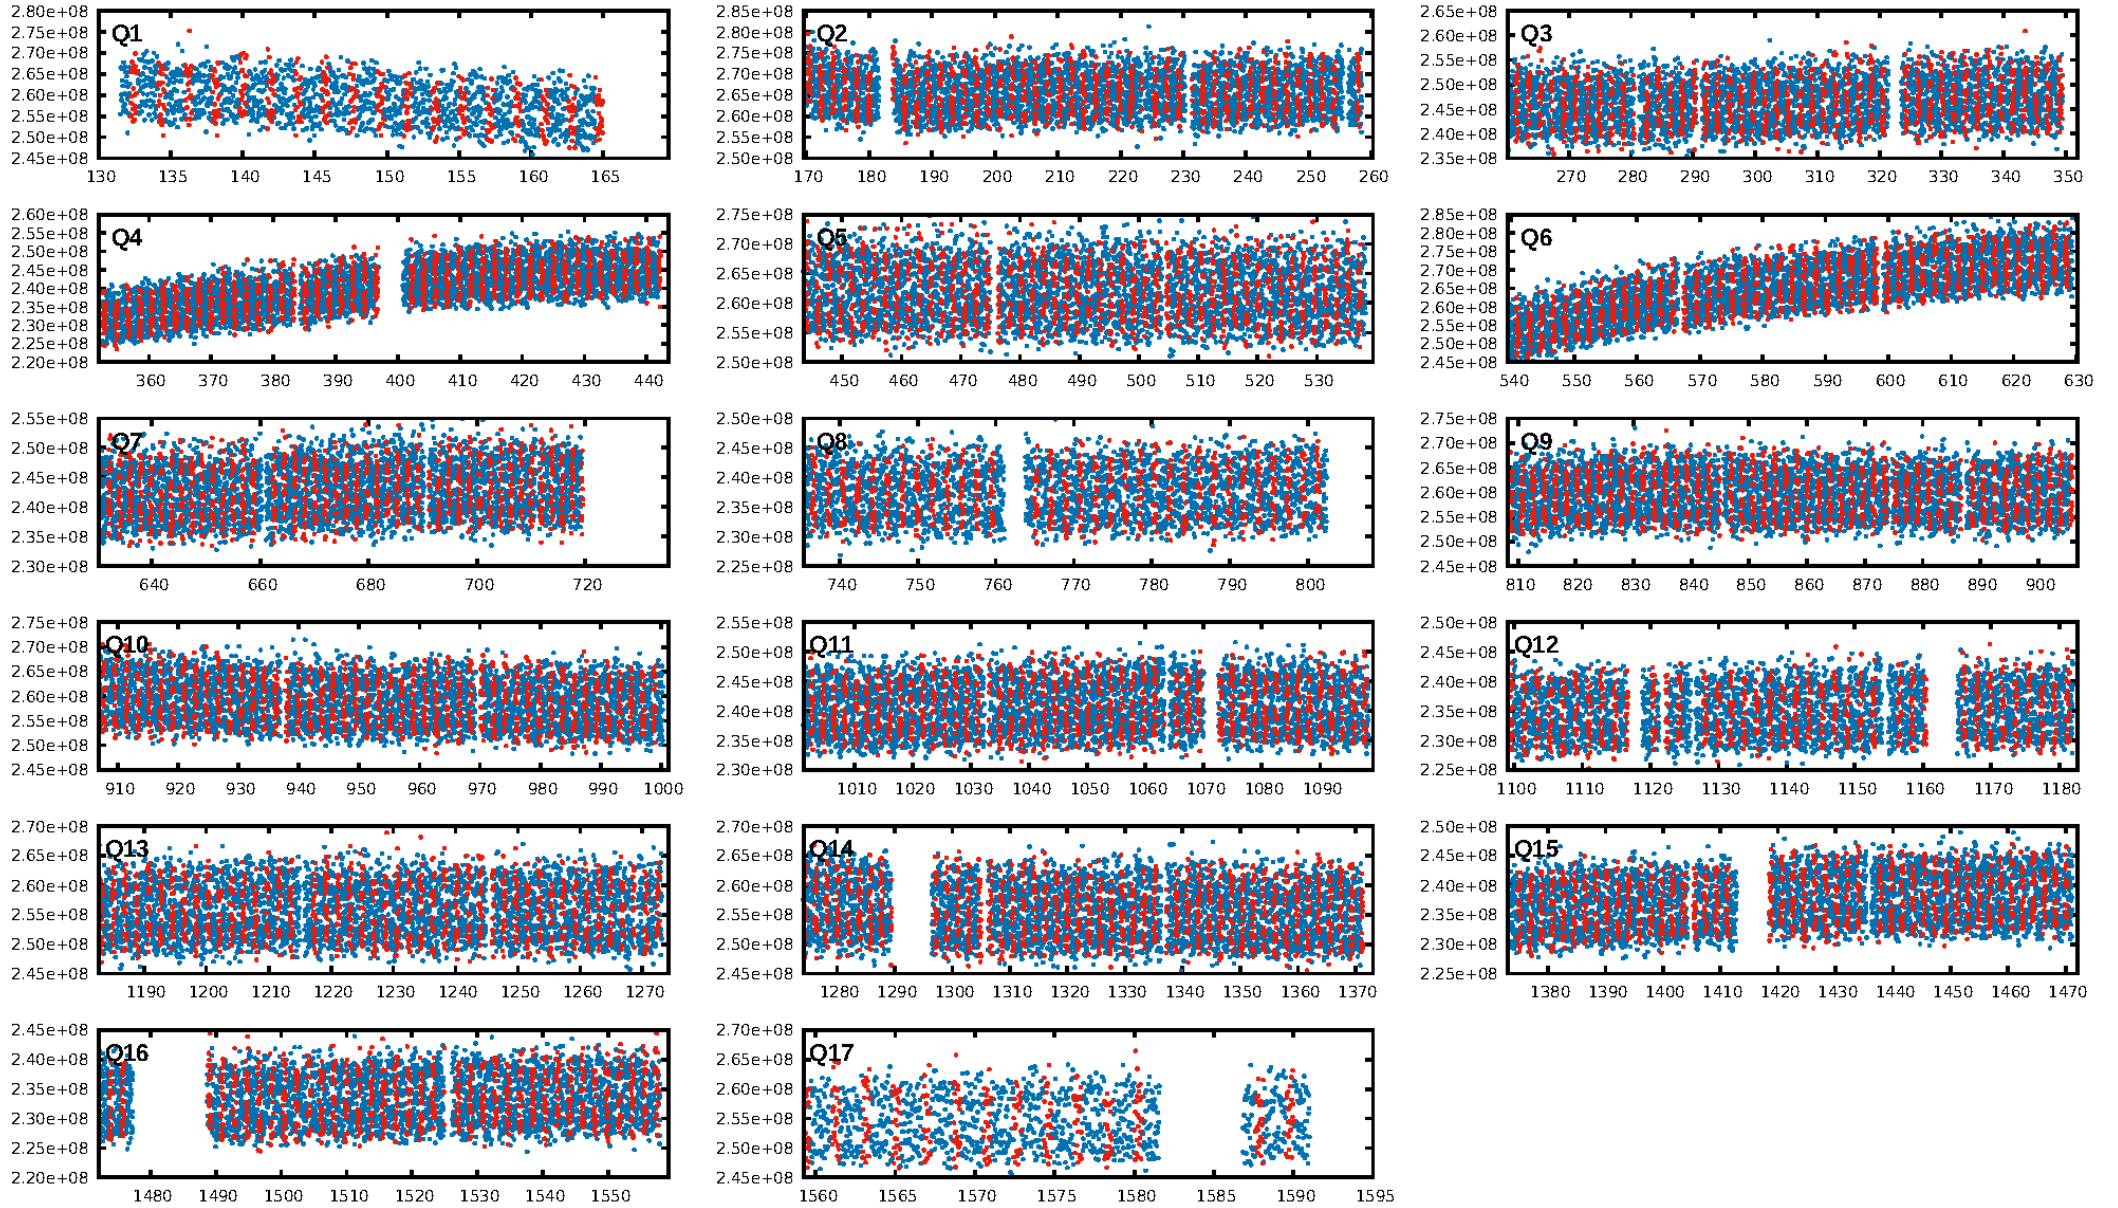 2.80e+08 2.75e+08 2.70e+08 2.65e+08 2.60e+08 2.55e+08 2.50e+08 2.45e+08
Q1
130 135 140 145 150 155 160 165
2.85e+08 2.80e+08 2.75e+08 2.70e+08 2.65e+08 2.60e+08 2.55e+08 2.50e+08
Q2
170 180 190 200 210 220 230 240 250 260
2.65e+08 2.60e+08 2.55e+08 2.50e+08 2.45e+08 2.40e+08 2.35e+08
Q3
270 280 290 300 310 320 330 340 350
2.60e+08 2.55e+08 2.50e+08 2.45e+08 2.40e+08 2.35e+08 2.30e+08 2.25e+08 2.20e+08
Q4
360 370 380 390 400 410 420 430 440
2.75e+08 2.70e+08 2.65e+08 2.60e+08 2.55e+08 2.50e+08
Q5
450 460 470 480 490 500 510 520 530
2.85e+08 2.80e+08 2.75e+08 2.70e+08 2.65e+08 2.60e+08 2.55e+08 2.50e+08 2.45e+08
Q6
540 550 560 570 580 590 600 610 620 630
2.55e+08 2.50e+08 2.45e+08 2.40e+08 2.35e+08 2.30e+08
Q7
640 660 680 700 720
2.50e+08 2.45e+08 2.40e+08 2.35e+08 2.30e+08 2.25e+08
Q8
740 750 760 770 780 790 800
2.75e+08 2.70e+08 2.65e+08 2.60e+08 2.55e+08 2.50e+08 2.45e+08
Q9
810 820 830 840 850 860 870 880 890 900
2.75e+08 2.70e+08 2.65e+08 2.60e+08 2.55e+08 2.50e+08 2.45e+08
Q10
910 920 930 940 950 960 970 980 990 1000
2.55e+08 2.50e+08 2.45e+08 2.40e+08 2.35e+08 2.30e+08
Q11
1010 1020 1030 1040 1050 1060 1070 1080 1090
2.50e+08 2.45e+08 2.40e+08 2.35e+08 2.30e+08 2.25e+08
Q12
1100 1110 1120 1130 1140 1150 1160 1170 1180
2.70e+08 2.65e+08 2.60e+08 2.55e+08 2.50e+08 2.45e+08
Q13
1190 1200 1210 1220 1230 1240 1250 1260 1270
2.70e+08 2.65e+08 2.60e+08 2.55e+08 2.50e+08 2.45e+08
Q14
1280 1290 1300 1310 1320 1330 1340 1350 1360 1370
2.50e+08 2.45e+08 2.40e+08 2.35e+08 2.30e+08 2.25e+08
Q15
1380 1390 1400 1410 1420 1430 1440 1450 1460 1470
2.45e+08 2.40e+08 2.35e+08 2.30e+08 2.25e+08 2.20e+08
Q16
1480 1490 1500 1510 1520 1530 1540 1550
2.70e+08 2.65e+08 2.60e+08 2.55e+08 2.50e+08 2.45e+08
Q17
1560 1565 1570 1575 1580 1585 1590 1595